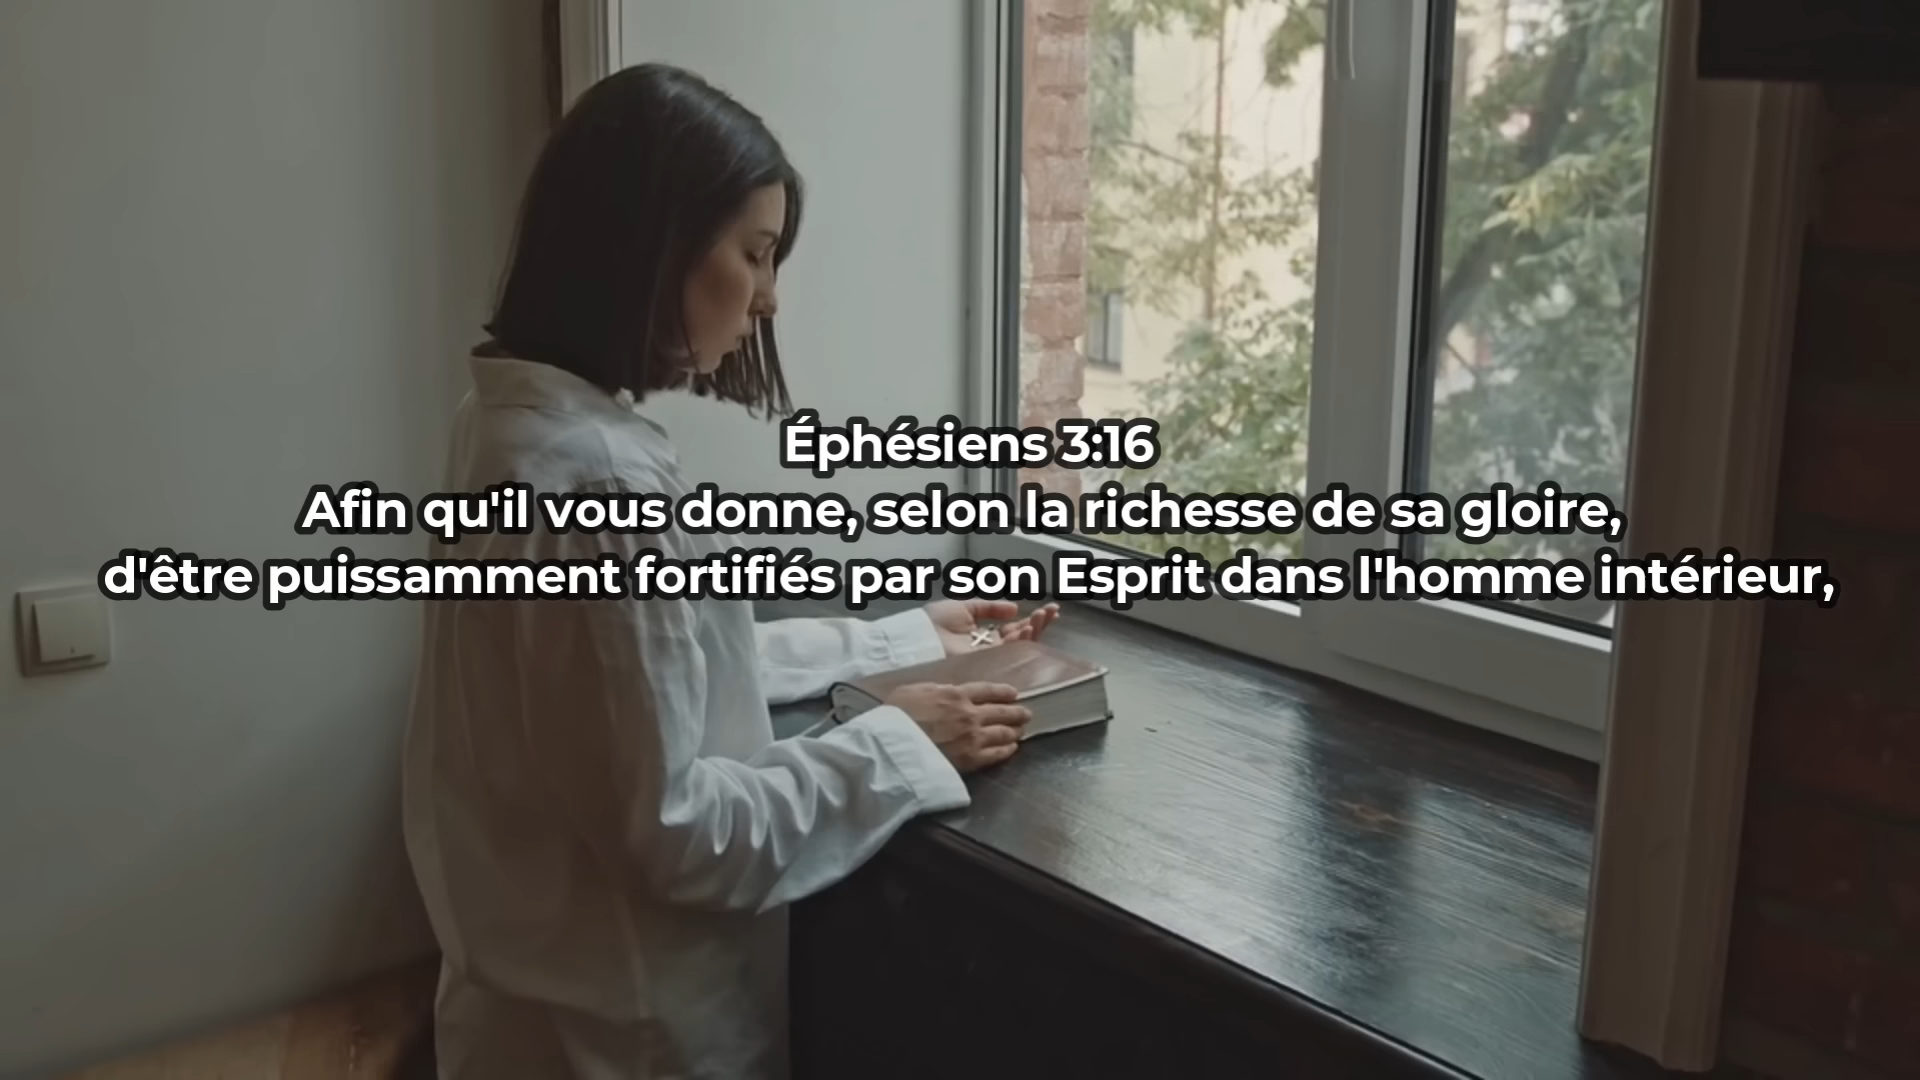 Éphésiens 3:16
Afin qu'il vous donne, selon la richesse de sa gloire,
d'être puissamment fortifiés par son Esprit dans l'homme intérieur,